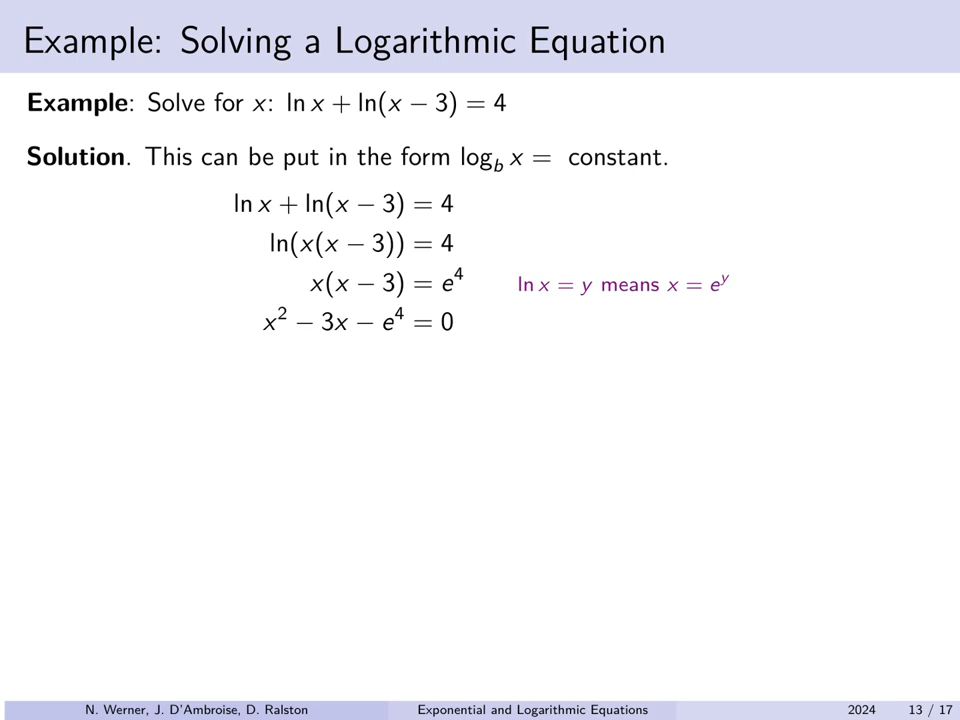 Example: Solving a Logarithmic Equation
Example: Solve for x: ln x + ln(x − 3) = 4
Solution. This can be put in the form log_b x = constant.
ln x + ln(x − 3) = 4
ln(x(x − 3)) = 4
x(x − 3) = e⁴ ln x = y means x = e^y
x² − 3x − e⁴ = 0
N. Werner, J. D'Ambroise, D. Ralston Exponential and Logarithmic Equations 2024 13 / 17